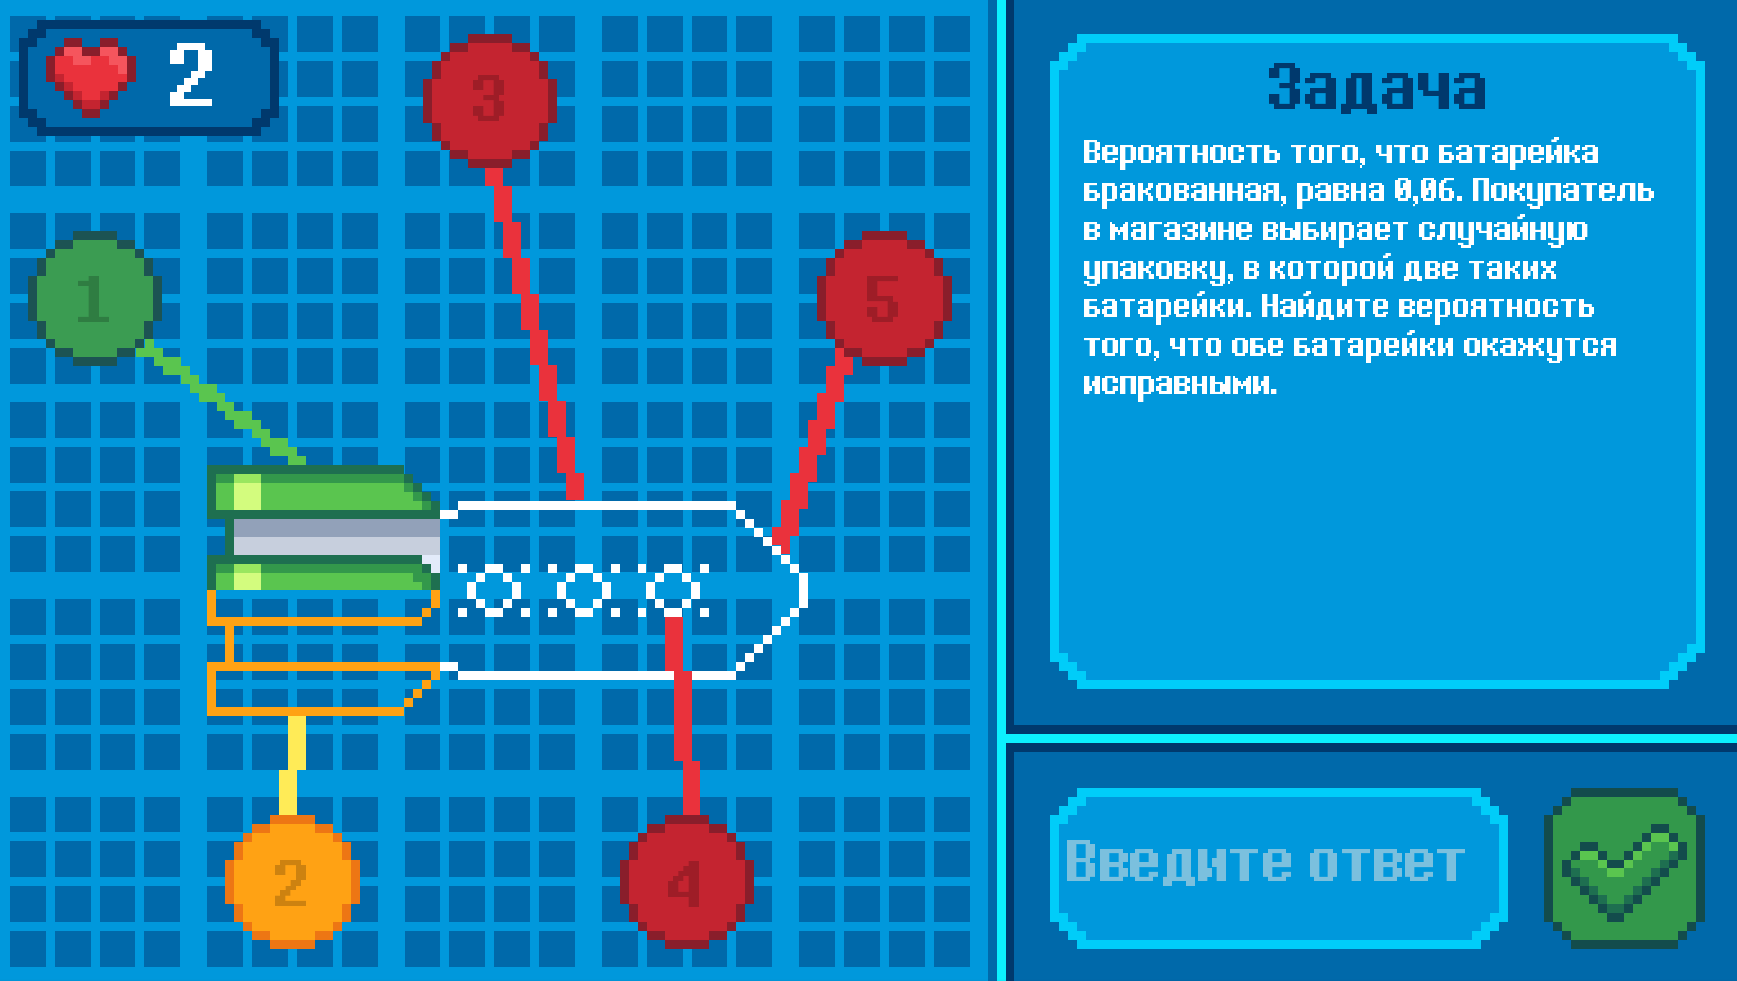 2
3
1
5
2
4
Задача
Вероятность того, что батарейка
бракованная, равна 0,06. Покупатель
в магазине выбирает случайную
упаковку, в которой две таких
батарейки. Найдите вероятность
того, что обе батарейки окажутся
исправными.
Введите ответ